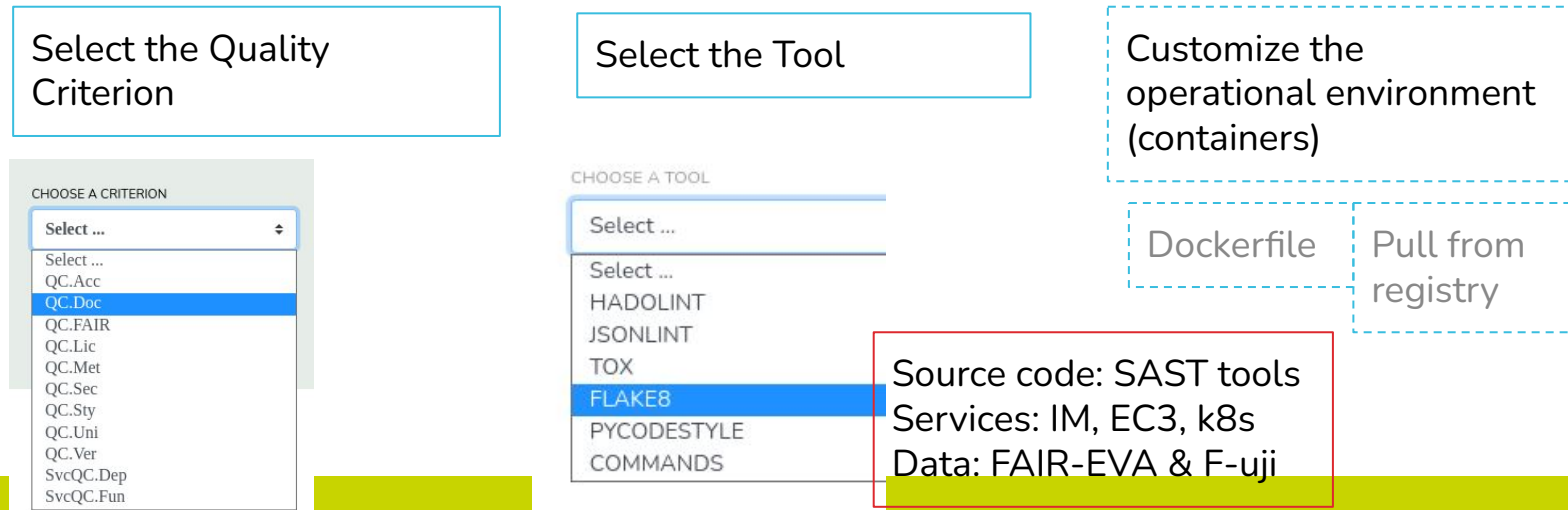 Select the Quality
Criterion
CHOOSE A CRITERION
Select ...
Select ...
QC.Acc
QC.Doc
QC.FAIR
QC.Lic
QC.Met
QC.Sec
QC.Sty
QC.Uni
QC.Ver
SvcQC.Dep
SvcQC.Fun
Select the Tool
CHOOSE A TOOL
Select ...
Select ...
HADOLINT
JSONLINT
TOX
FLAKE8
PYCODESTYLE
COMMANDS
Customize the
operational environment
(containers)
Dockerfile
Pull from
registry
Source code: SAST tools
Services: IM, EC3, k8s
Data: FAIR-EVA & F-uji